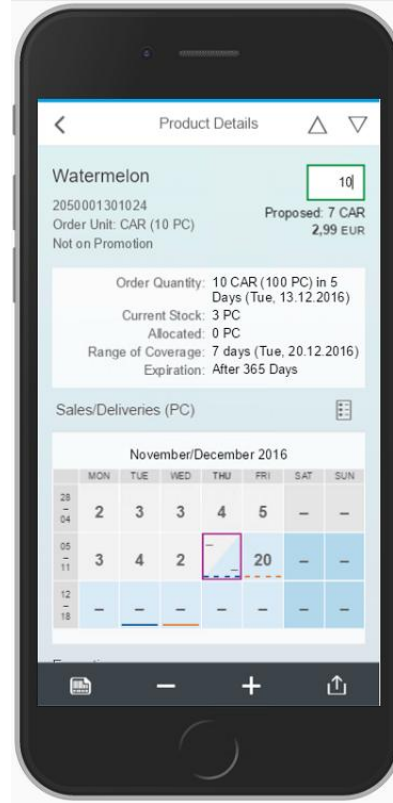 Product Details
Watermelon
10
2050001301024
Order Unit: CAR (10 PC)
Proposed: 7 CAR
Not on Promotion
2,99 EUR
Order Quantity: 10 CAR (100 PC) in 5
Days (Tue, 13.12.2016)
Current Stock: 3 PC
Allocated: 0 PC
Range of Coverage: 7 days (Tue, 20.12.2016)
Expiration: After 365 Days
Sales/Deliveries (PC)
November/December 2016
MON TUE WED THU FRI SAT SUN
28 – 04 2 3 3 4 5 – –
05 – 11 3 4 2 – – 20 – –
12 – 18 – – – – – – –